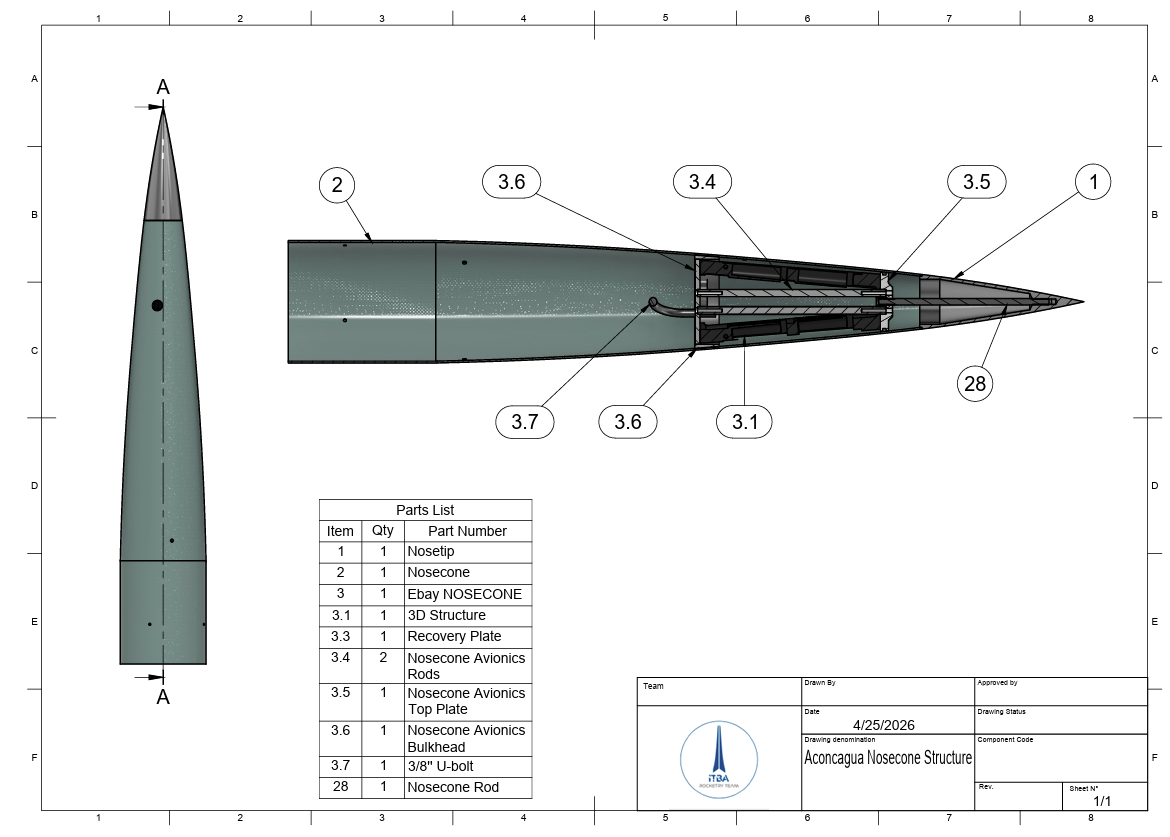 1 2 3 4 5 6 7 8
A A
B B
C C
D D
E E
F F
A
A
2
3.6
3.4
3.5
1
3.7
3.6
3.1
28
Parts List
Item Qty Part Number
1 1 Nosetip
2 1 Nosecone
3 1 Ebay NOSECONE
3.1 1 3D Structure
3.3 1 Recovery Plate
3.4 2 Nosecone Avionics
Rods
3.5 1 Nosecone Avionics
Top Plate
3.6 1 Nosecone Avionics
Bulkhead
3.7 1 3/8" U-bolt
28 1 Nosecone Rod
Team
Drawn By
Approved by
Date
4/25/2026
Drawing Status
Drawing denomination
Aconcagua Nosecone Structure
Component Code
Rev.
Sheet N°
1/1
iTBA
ROCKETRY TEAM
1 2 3 4 5 6 7 8